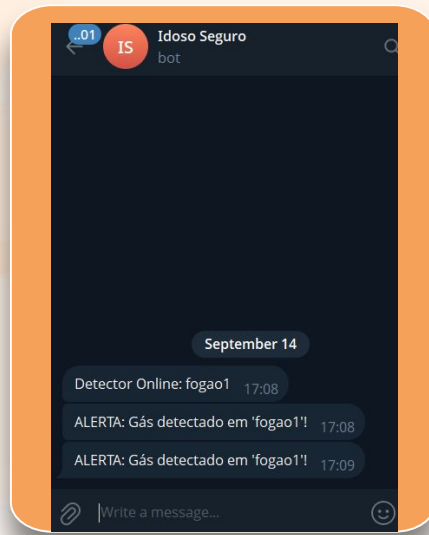 ..01
IS
Idoso Seguro
bot
September 14
Detector Online: fogao1 17:08
ALERTA: Gás detectado em 'fogao1'! 17:08
ALERTA: Gás detectado em 'fogao1'! 17:09
Write a message...